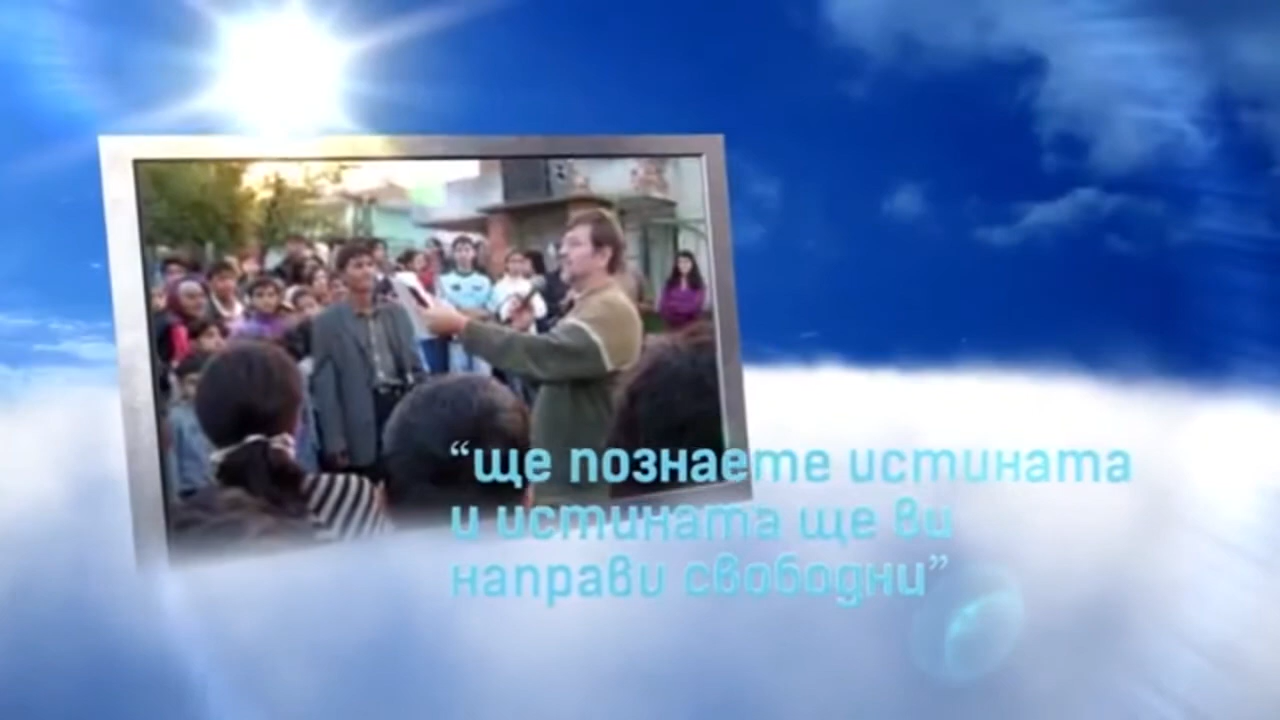 “ще познаете истината
и истината ще ви
направи свободни”